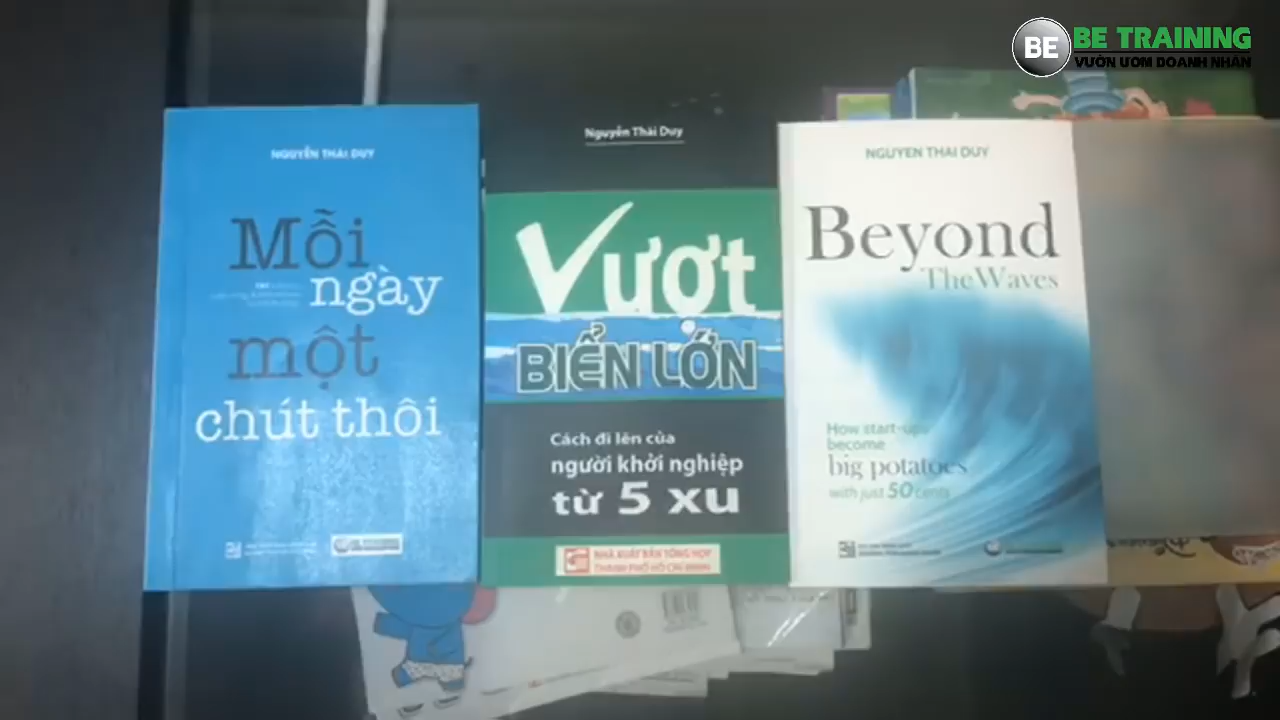 BE
BE TRAINING
VƯỜN ƯƠM DOANH NHÂN
NGUYỄN THÁI DUY
Mỗi
ngày
một
chút thôi
Nguyễn Thái Duy
Vượt
BIỂN LỚN
Cách đi lên của
người khởi nghiệp
từ 5 xu
NHÀ XUẤT BẢN TỔNG HỢP
THÀNH PHỐ HỒ CHÍ MINH
NGUYEN THAI DUY
Beyond
The Waves
How start-ups
become
big potatoes
with just 50 cents